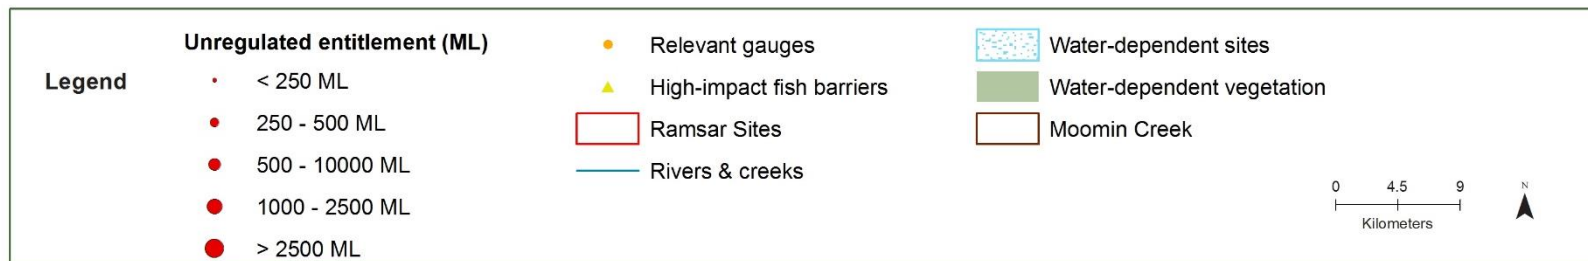 Legend
Unregulated entitlement (ML)
< 250 ML
250 - 500 ML
500 - 10000 ML
1000 - 2500 ML
> 2500 ML
Relevant gauges
High-impact fish barriers
Ramsar Sites
Rivers & creeks
Water-dependent sites
Water-dependent vegetation
Moomin Creek
0 4.5 9
Kilometers
N